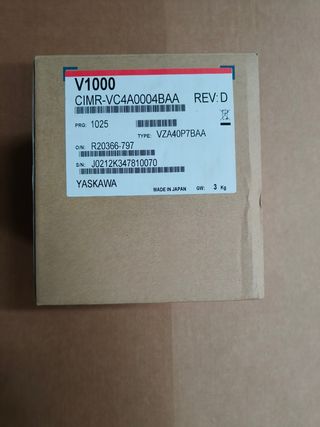 V1000
CIMR-VC4A0004BAA REV: D
PRG: 1025
TYPE: VZA40P7BAA
O/N: R20366-797
S/N: J0212K347810070
YASKAWA MADE IN JAPAN GW: 3 Kg